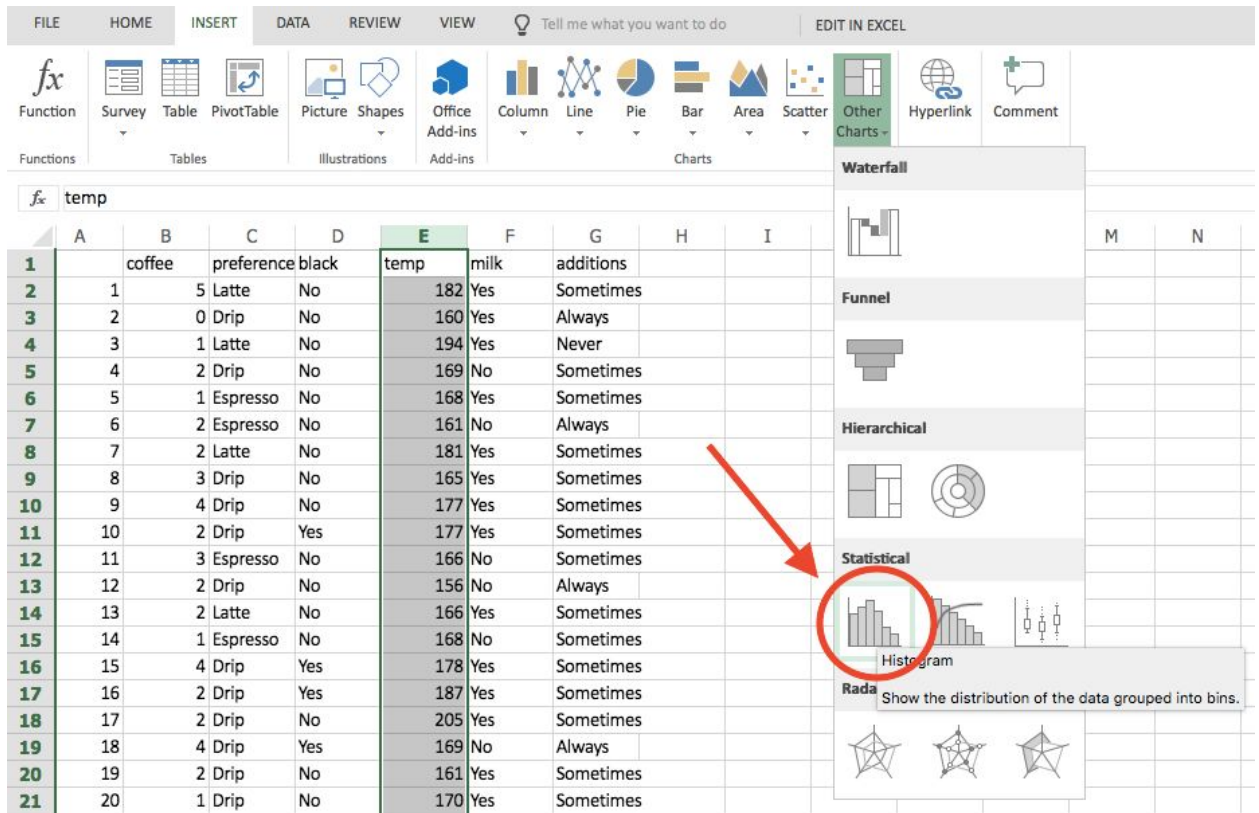 FILE HOME INSERT DATA REVIEW VIEW Tell me what you want to do EDIT IN EXCEL
fx
Function Survey Table PivotTable Picture Shapes Office Add-ins Column Line Pie Bar Area Scatter Other Charts Hyperlink Comment
Functions Tables Illustrations Add-ins Charts
fx temp
A B C D E F G H I M N
1 coffee preference black temp milk additions
2 1 5 Latte No 182 Yes Sometimes
3 2 0 Drip No 160 Yes Always
4 3 1 Latte No 194 Yes Never
5 4 2 Drip No 169 No Sometimes
6 5 1 Espresso No 168 Yes Sometimes
7 6 2 Espresso No 161 No Always
8 7 2 Latte No 181 Yes Sometimes
9 8 3 Drip No 165 Yes Sometimes
10 9 4 Drip No 177 Yes Sometimes
11 10 2 Drip Yes 177 Yes Sometimes
12 11 3 Espresso No 166 No Sometimes
13 12 2 Drip No 156 No Always
14 13 2 Latte No 166 Yes Sometimes
15 14 1 Espresso No 168 No Sometimes
16 15 4 Drip Yes 178 Yes Sometimes
17 16 2 Drip Yes 187 Yes Sometimes
18 17 2 Drip No 205 Yes Sometimes
19 18 4 Drip Yes 169 No Always
20 19 2 Drip No 161 Yes Sometimes
21 20 1 Drip No 170 Yes Sometimes
Waterfall
Funnel
Hierarchical
Statistical
Histogram
Rada
Show the distribution of the data grouped into bins.